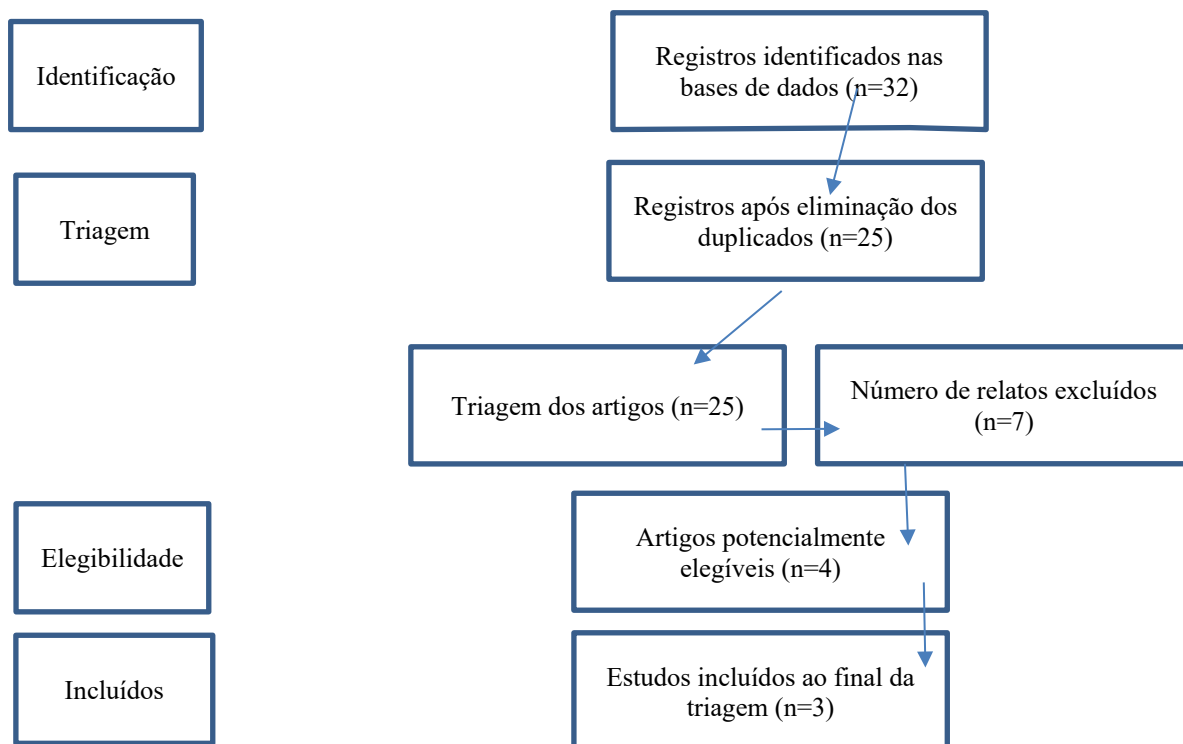 Identificação
Registros identificados nas
bases de dados (n=32)
Triagem
Registros após eliminação dos
duplicados (n=25)
Triagem dos artigos (n=25)
Número de relatos excluídos
(n=7)
Elegibilidade
Artigos potencialmente
elegíveis (n=4)
Incluídos
Estudos incluídos ao final da
triagem (n=3)